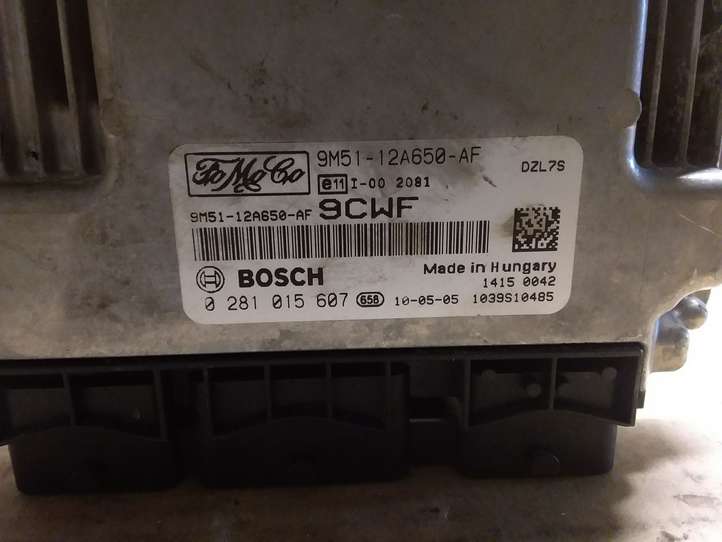 FoMoCo 9M51-12A650-AF DZL7S
e11 I-00 2081
9M51-12A650-AF 9CWF
BOSCH Made in Hungary
1415 0042
0 281 015 607 658 10-05-05 1039S10485